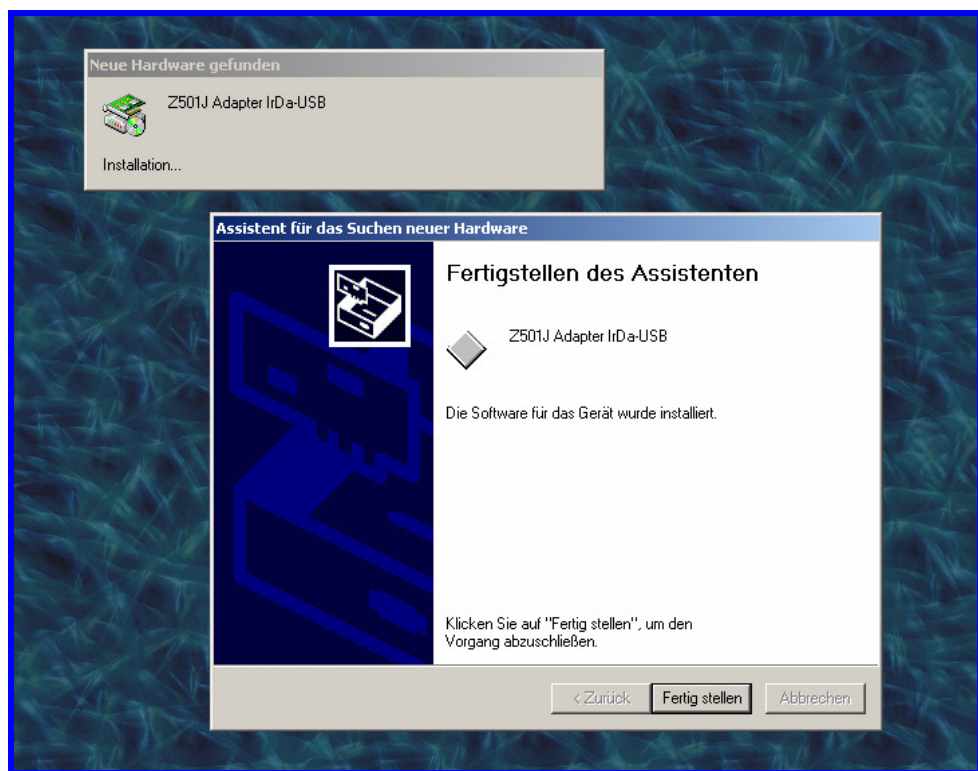 Neue Hardware gefunden
Z501J Adapter IrDa-USB
Installation...
Assistent für das Suchen neuer Hardware
Fertigstellen des Assistenten
Z501J Adapter IrDa-USB
Die Software für das Gerät wurde installiert.
Klicken Sie auf "Fertig stellen", um den
Vorgang abzuschließen.
< Zurück Fertig stellen Abbrechen